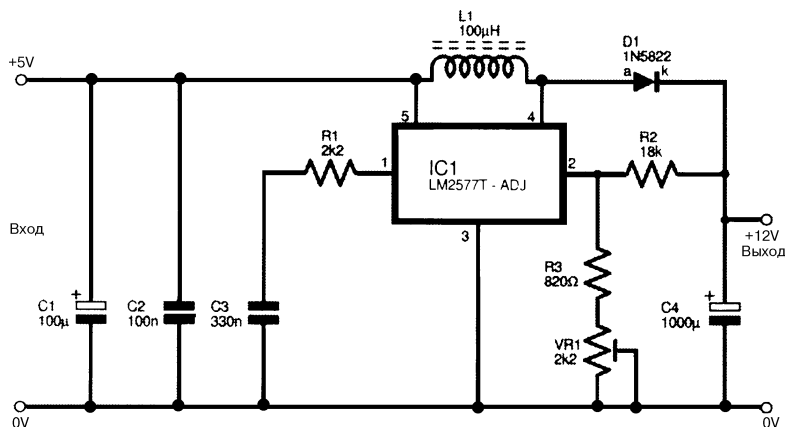 L1
100µH
D1
1N5822
a
k
+5V
5
4
R1
2k2
R2
18k
1
IC1
LM2577T - ADJ
2
3
Вход
+12V
Выход
R3
820Ω
C1
100µ
+
C2
100n
C3
330n
VR1
2k2
C4
1000µ
+
0V
0V